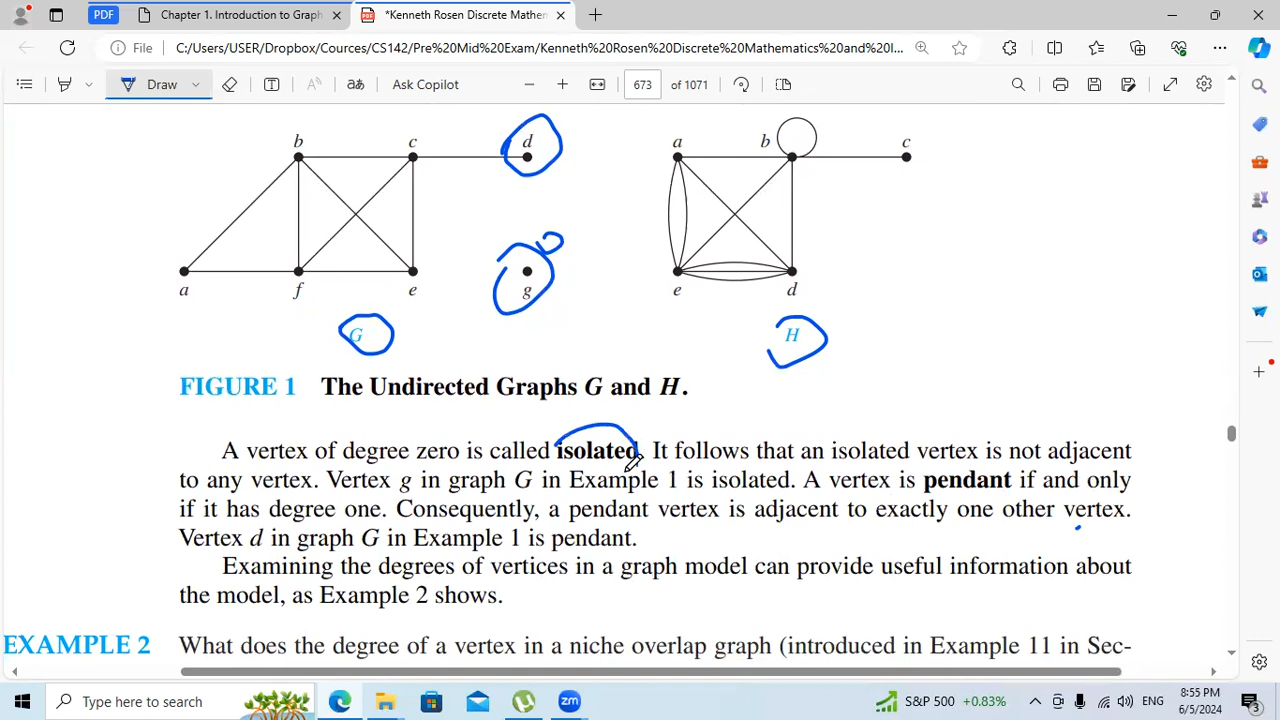 PDF
Chapter 1. Introduction to Graph
*Kenneth Rosen Discrete Mathen
File
C:/Users/USER/Dropbox/Cources/CS142/Pre%20Mid%20Exam/Kenneth%20Rosen%20Discrete%20Mathematics%20and%20I...
Draw
Ask Copilot
673 of 1071
b c d a b c
a f e g e d
G H
FIGURE 1 The Undirected Graphs G and H.
A vertex of degree zero is called isolated. It follows that an isolated vertex is not adjacent
to any vertex. Vertex g in graph G in Example 1 is isolated. A vertex is pendant if and only
if it has degree one. Consequently, a pendant vertex is adjacent to exactly one other vertex.
Vertex d in graph G in Example 1 is pendant.
Examining the degrees of vertices in a graph model can provide useful information about
the model, as Example 2 shows.
EXAMPLE 2 What does the degree of a vertex in a niche overlap graph (introduced in Example 11 in Sec-
Type here to search
S&P 500 +0.83%
ENG
8:55 PM
6/5/2024
3